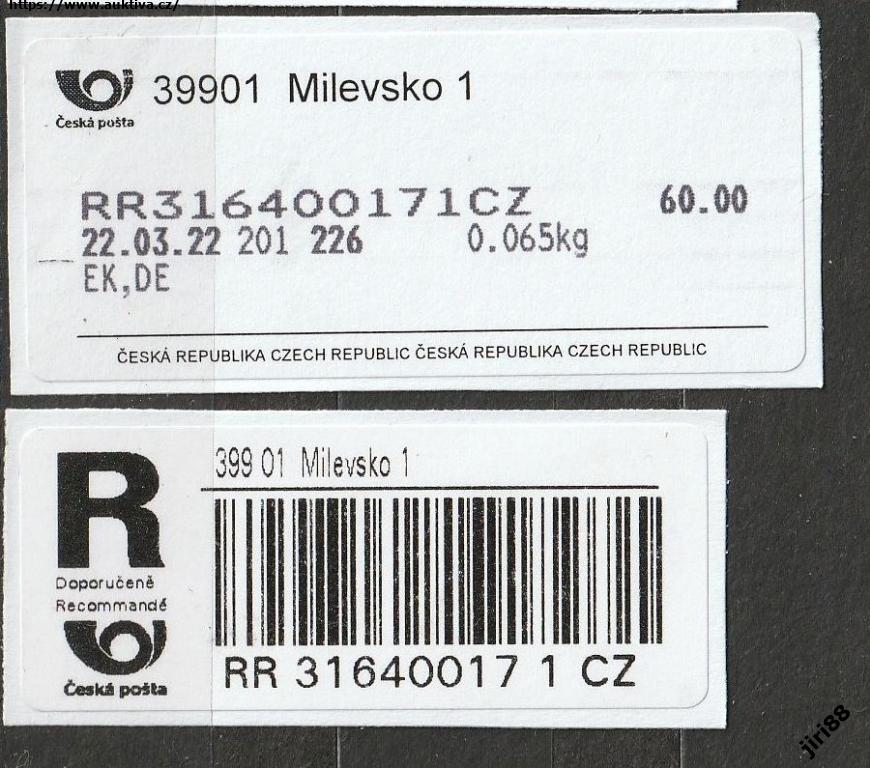 https://www.auktiva.cz/
39901 Milevsko 1
Česká pošta
RR316400171CZ 60.00
22.03.22 201 226 0.065kg
EK,DE
ČESKÁ REPUBLIKA CZECH REPUBLIC ČESKÁ REPUBLIKA CZECH REPUBLIC
R
399 01 Milevsko 1
Doporučeně
Recommandé
Česká pošta
RR 31640017 1 CZ
jiri88